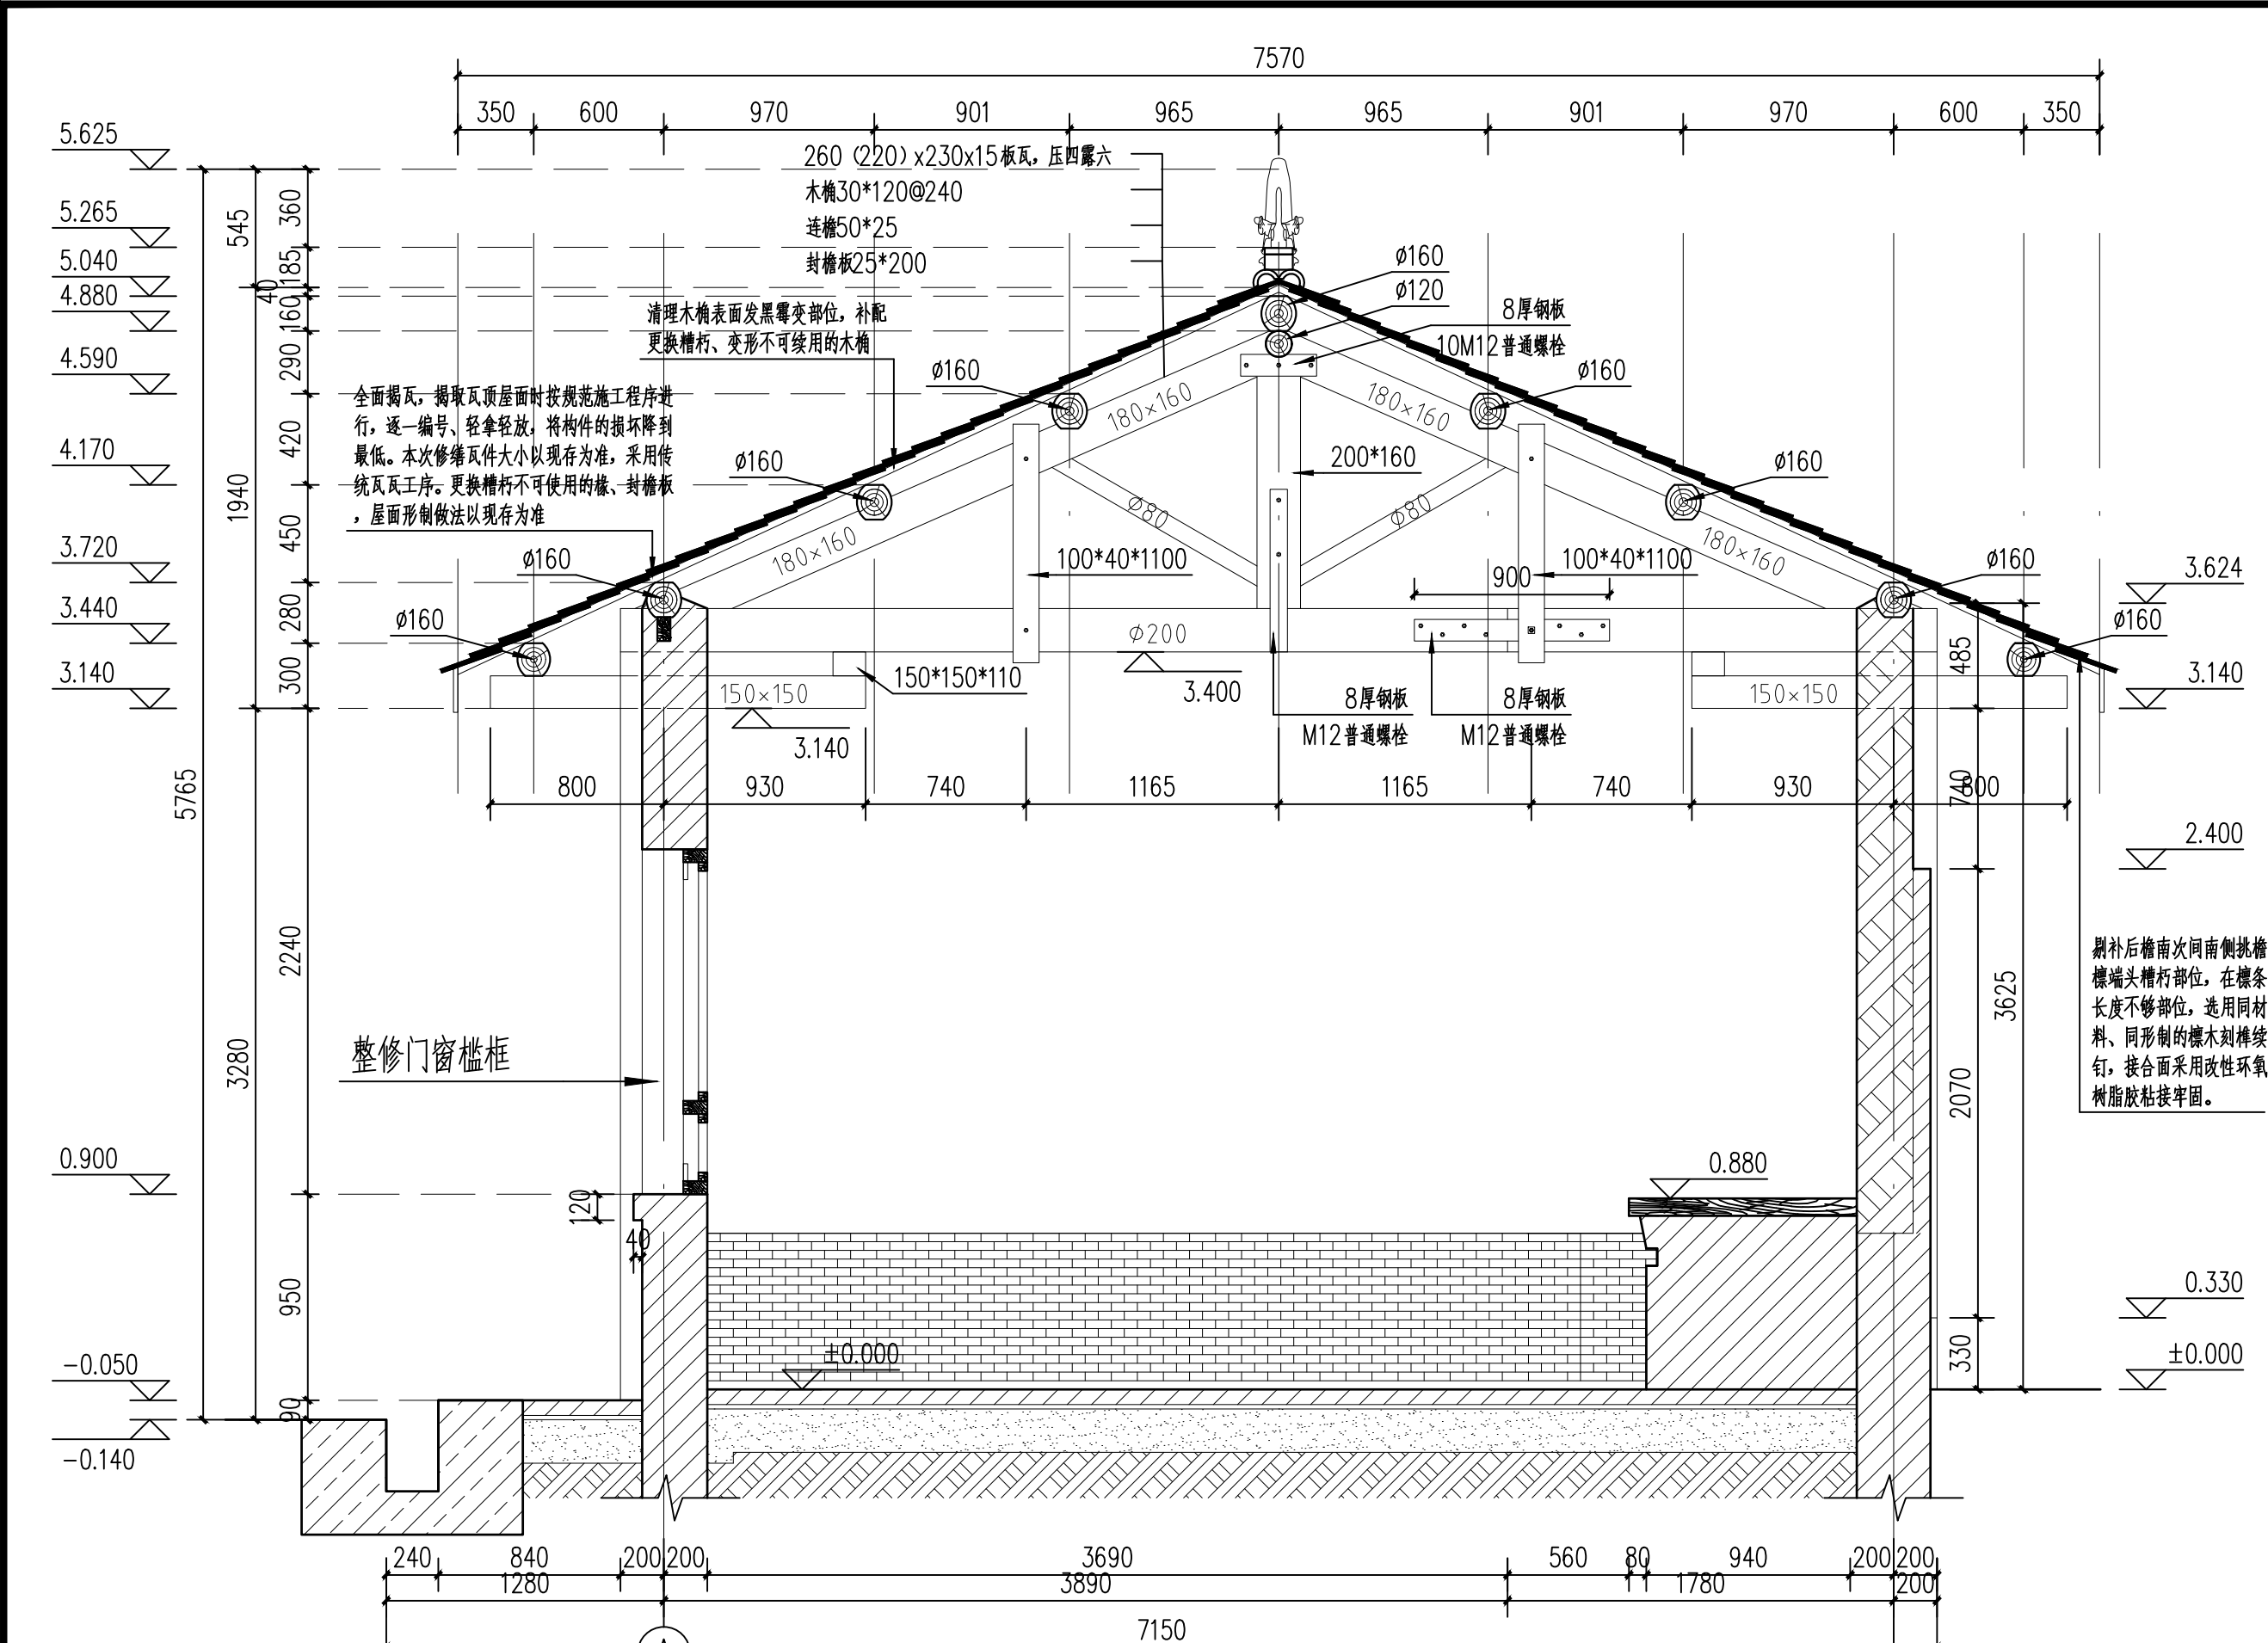 7570
350 600 970 901 965 965 901 970 600 350
5.625
5.265
5.040
4.880
4.590
4.170
3.720
3.440
3.140
0.900
-0.050
-0.140
5765
545
1940
3280
360
185
40
160
290
420
450
280
300
2240
950
90
260 (220) x230x15板瓦，压四露六
木桷30*120@240
连檐50*25
封檐板25*200
清理木桷表面发黑霉变部位，补配
更换糟朽、变形不可续用的木桷
全面揭瓦，揭取瓦顶屋面时按规范施工程序进
行，逐一编号、轻拿轻放，将构件的损坏降到
最低。本次修缮瓦件大小以现存为准，采用传
统瓦瓦工序。更换糟朽不可使用的椽、封檐板
，屋面形制做法以现存为准
ø160
ø120
8厚钢板
10M12普通螺栓
ø160
ø160
180×160
180×160
200*160
ø160
ø160
Ø80
Ø80
180×160
180×160
ø160
100*40*1100
900
100*40*1100
ø160
ø160
ø160
Ø200
150*150*110
3.400
150×150
3.140
8厚钢板
M12普通螺栓
8厚钢板
M12普通螺栓
150×150
800 930 740 1165 1165 740 930 800
3.624
3.140
2.400
0.330
±0.000
485
740
2070
330
3625
剔补后檐南次间南侧挑檐
檩端头糟朽部位，在檩条
长度不够部位，选用同材
料、同形制的檩木刻榫续
钉，接合面采用改性环氧
树脂胶粘接牢固。
整修门窗槛框
120
40
0.880
±0.000
240 840 200 200 3690 560 80 940 200 200
1280 3890 1780 200
7150
A